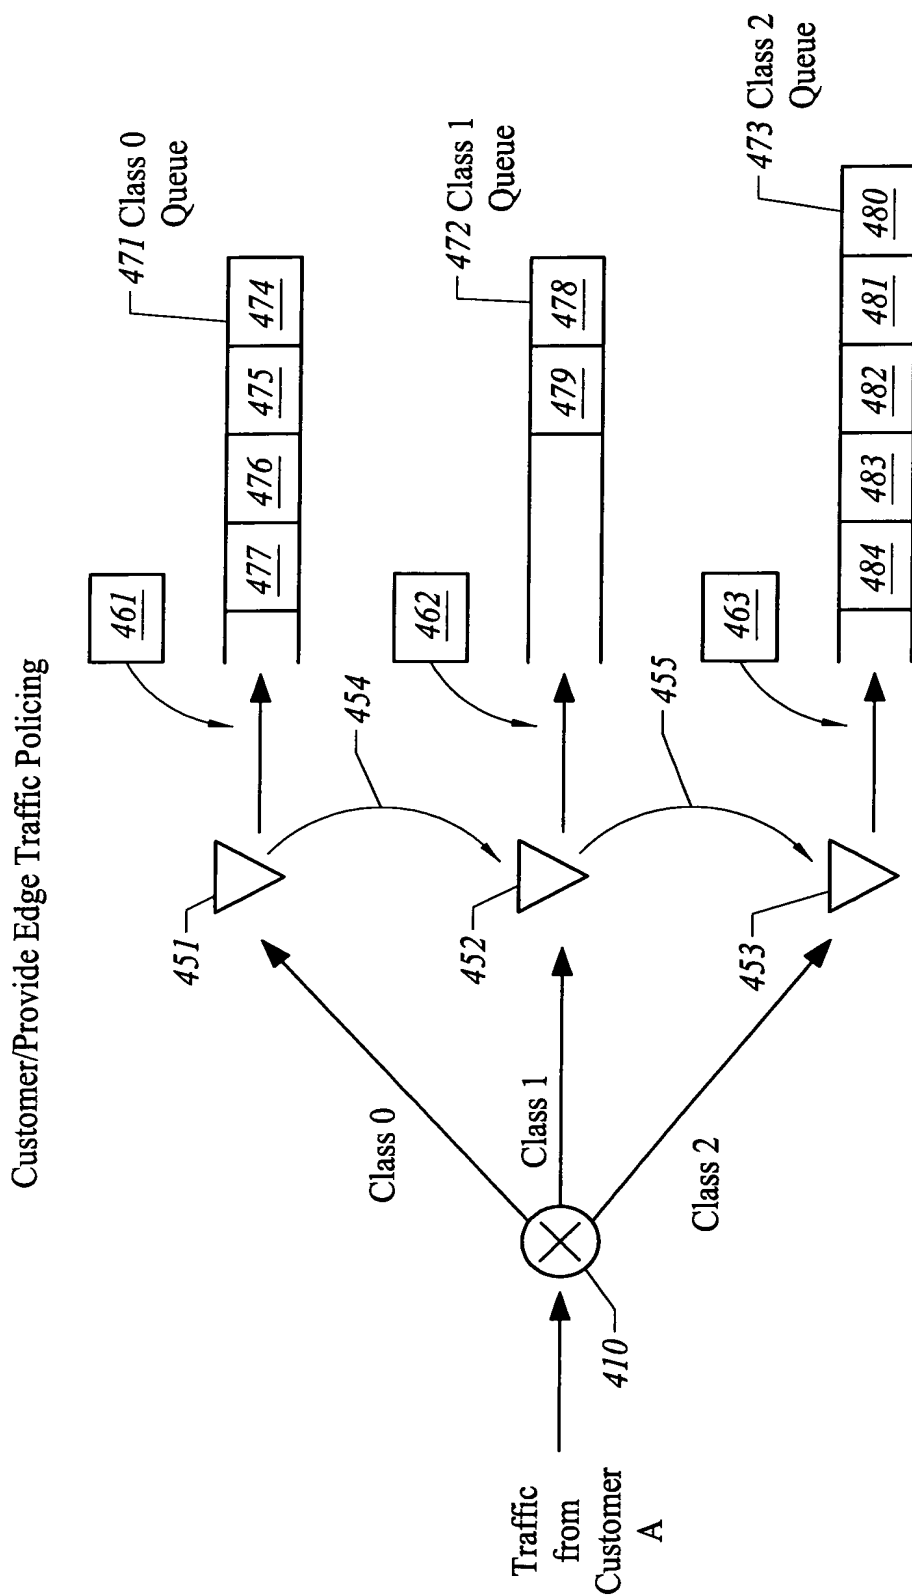 Customer/Provide Edge Traffic Policing
Traffic
from
Customer
A
410
Class 0
Class 1
Class 2
451
452
453
454
455
461
462
463
471 Class 0
Queue
477
476
475
474
472 Class 1
Queue
479
478
473 Class 2
Queue
484
483
482
481
480